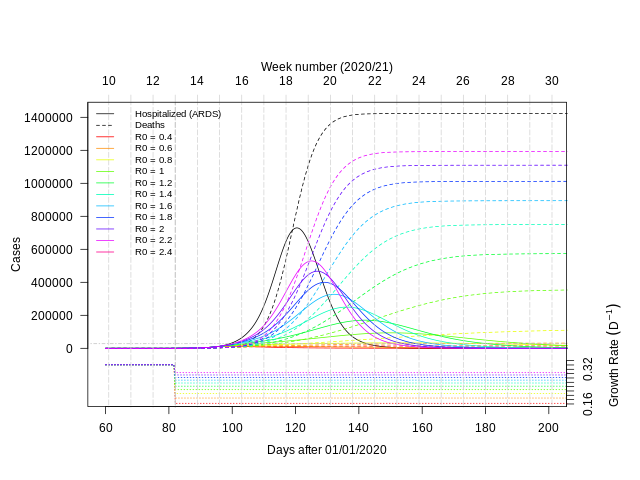 Week number (2020/21)
10 12 14 16 18 20 22 24 26 28 30
Hospitalized (ARDS)
Deaths
R0 = 0.4
R0 = 0.6
R0 = 0.8
R0 = 1
R0 = 1.2
R0 = 1.4
R0 = 1.6
R0 = 1.8
R0 = 2
R0 = 2.2
R0 = 2.4
1400000
1200000
1000000
800000
600000
400000
200000
0
Cases
0.32
0.16
Growth Rate (D⁻¹)
60 80 100 120 140 160 180 200
Days after 01/01/2020